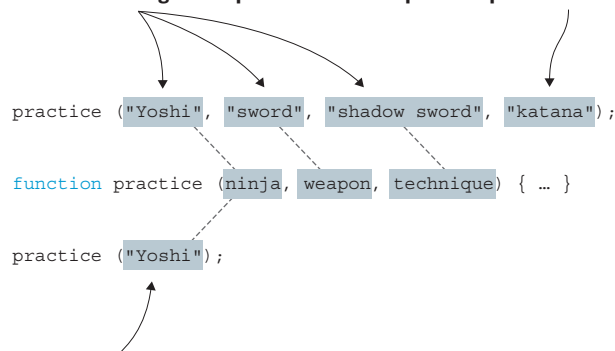 practice ("Yoshi", "sword", "shadow sword", "katana");
function practice (ninja, weapon, technique) { … }
practice ("Yoshi");